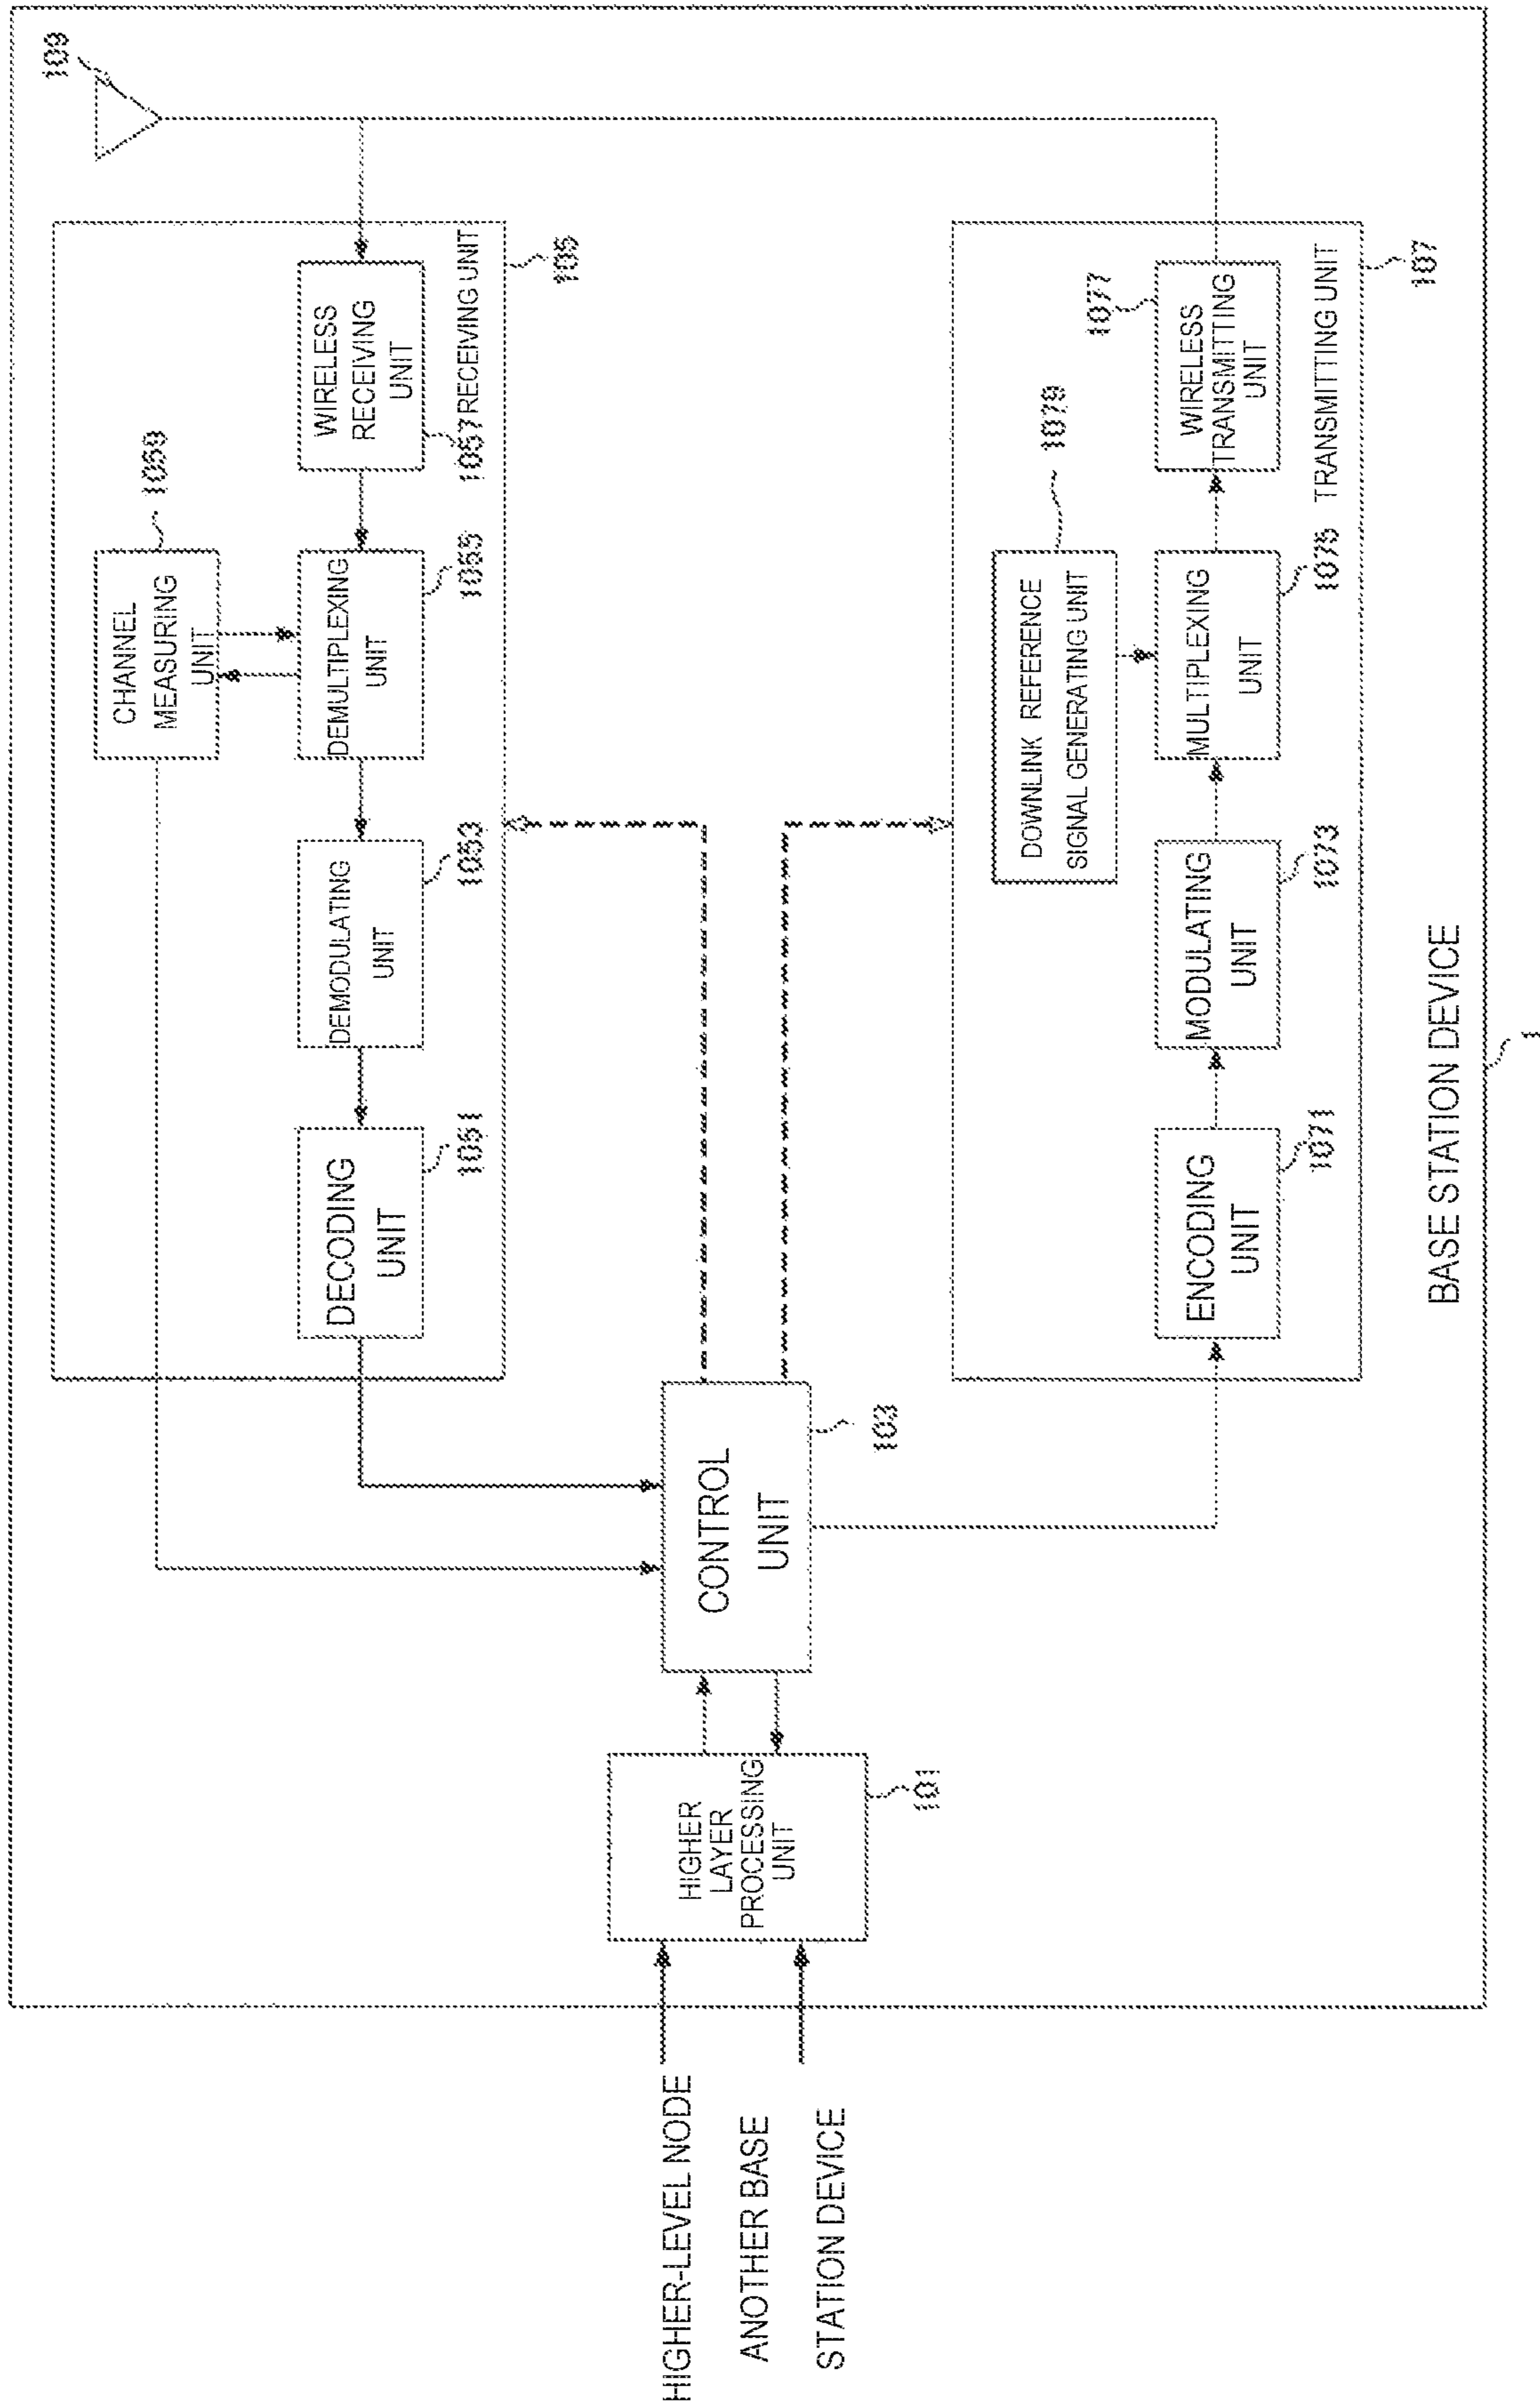 HIGHER-LEVEL NODE
ANOTHER BASE
STATION DEVICE
HIGHER
LAYER
PROCESSING
UNIT
101
CONTROL
UNIT
103
DECODING
UNIT
1051
DEMODULATING
UNIT
1053
DEMULTIPLEXING
UNIT
1055
CHANNEL
MEASURING
UNIT
1059
WIRELESS
RECEIVING
UNIT
1057
RECEIVING UNIT
105
109
ENCODING
UNIT
1071
MODULATING
UNIT
1073
DOWNLINK REFERENCE
SIGNAL GENERATING UNIT
1079
MULTIPLEXING
UNIT
1075
WIRELESS
TRANSMITTING
UNIT
1077
TRANSMITTING UNIT
107
BASE STATION DEVICE
1